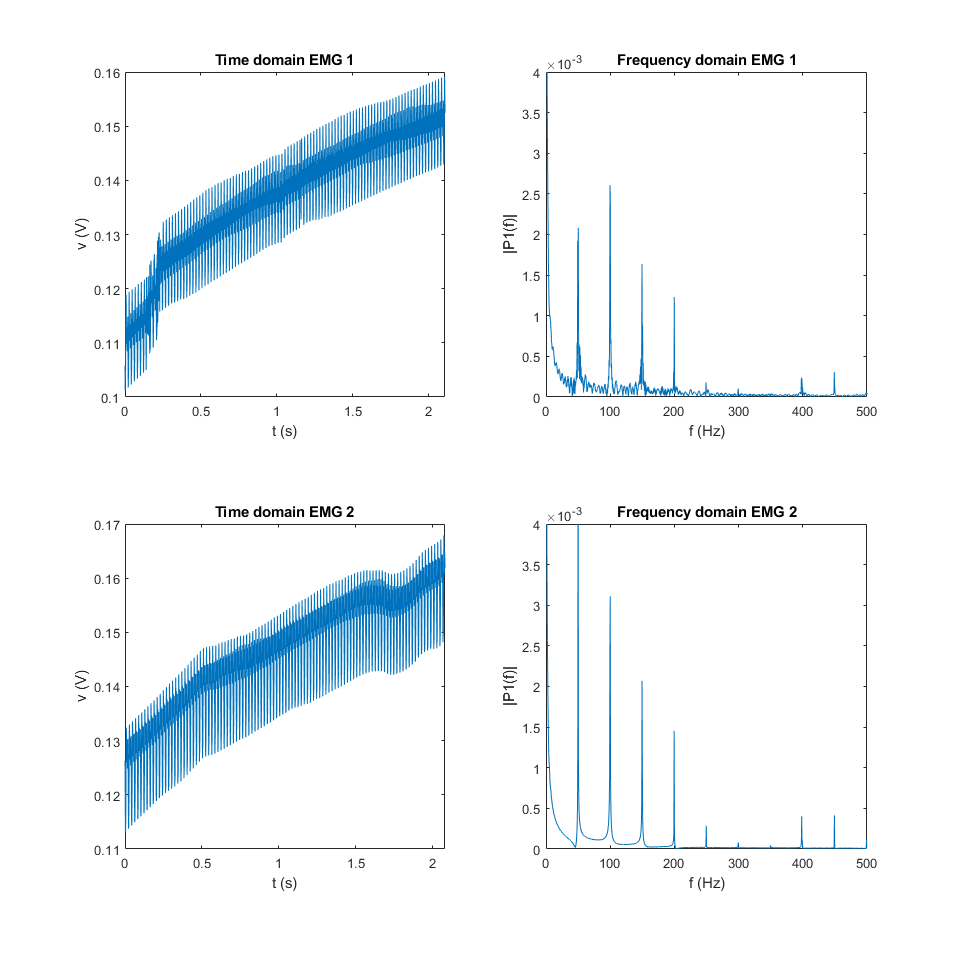 Time domain EMG 1
0.16
0.15
0.14
0.13
0.12
0.11
0.1
v (V)
0 0.5 1 1.5 2
t (s)
Frequency domain EMG 1
×10⁻³
4
3.5
3
2.5
2
1.5
1
0.5
0
|P1(f)|
0 100 200 300 400 500
f (Hz)
Time domain EMG 2
0.17
0.16
0.15
0.14
0.13
0.12
0.11
v (V)
0 0.5 1 1.5 2
t (s)
Frequency domain EMG 2
×10⁻³
4
3.5
3
2.5
2
1.5
1
0.5
0
|P1(f)|
0 100 200 300 400 500
f (Hz)